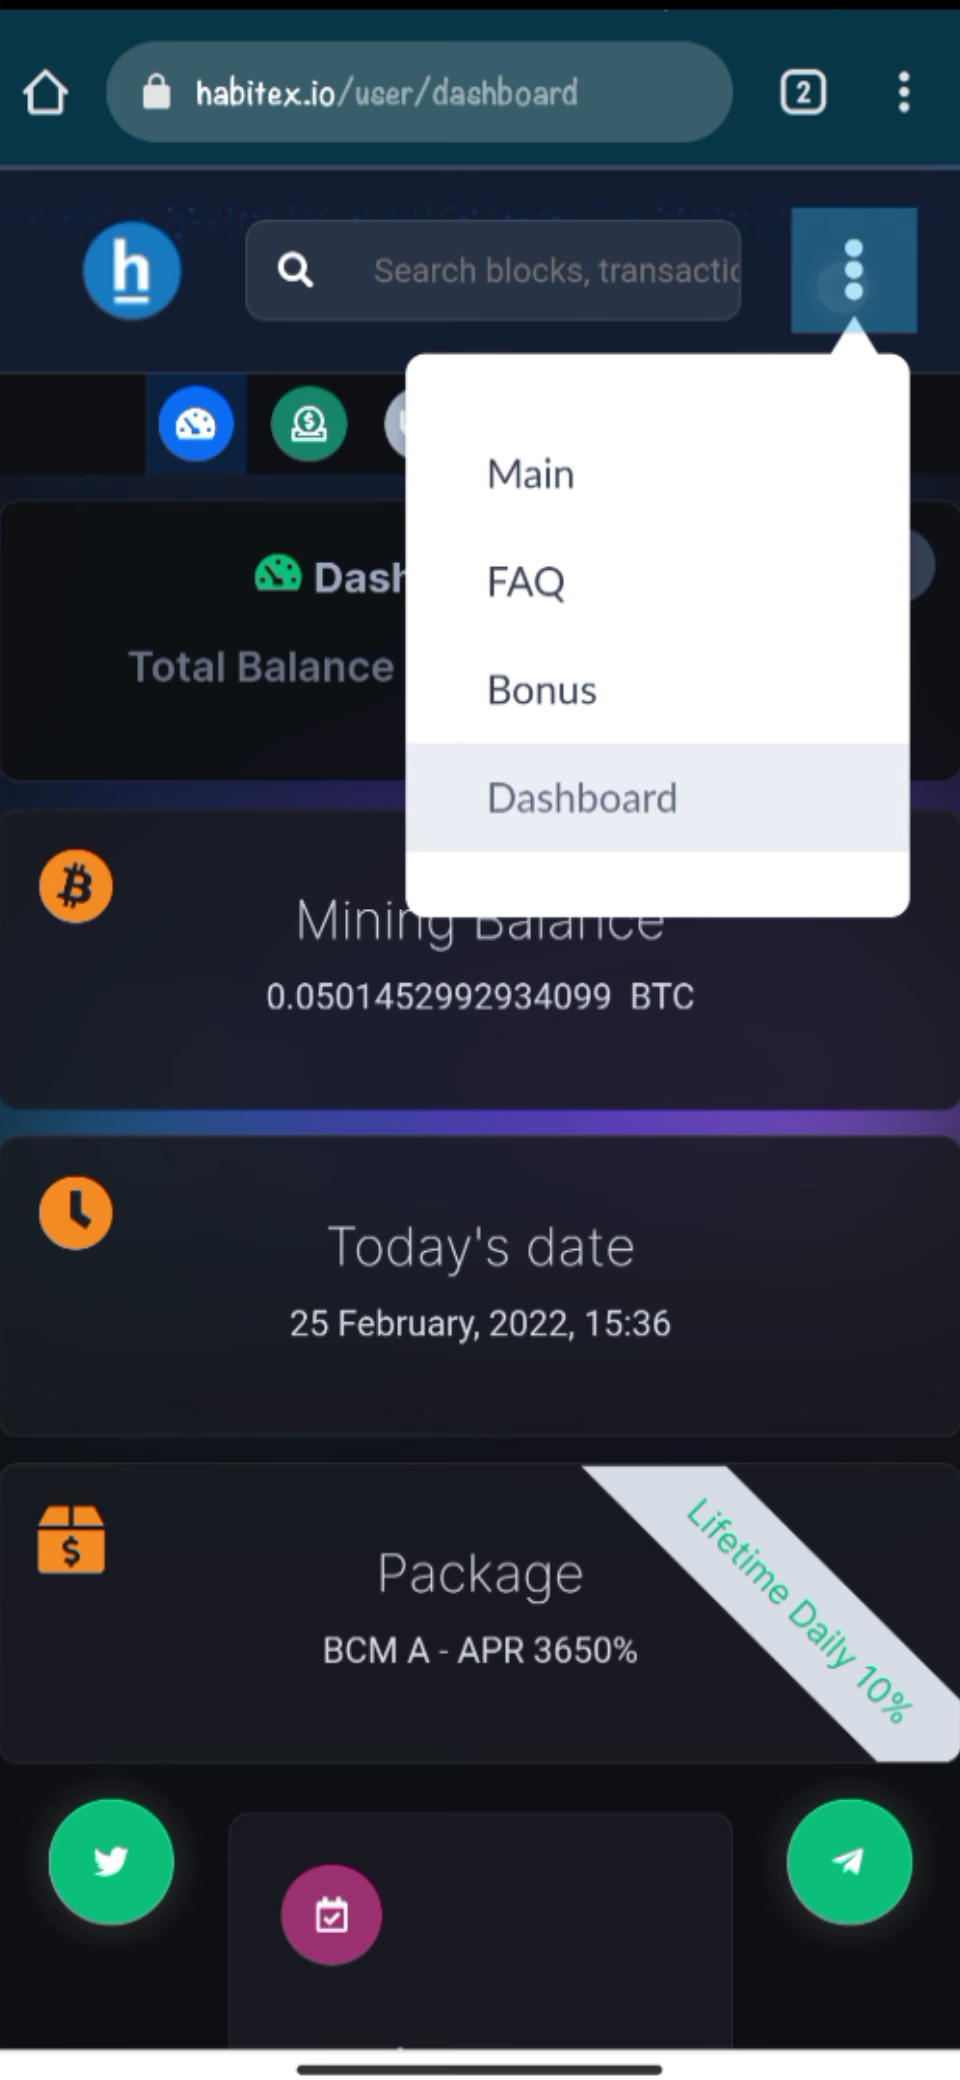 habitex.io/user/dashboard
2
h
Search blocks, transactio
Main
FAQ
Bonus
Dashboard
Dash
Total Balance
Mining Balance
0.0501452992934099 BTC
Today's date
25 February, 2022, 15:36
Package
BCM A - APR 3650%
Lifetime Daily 10%